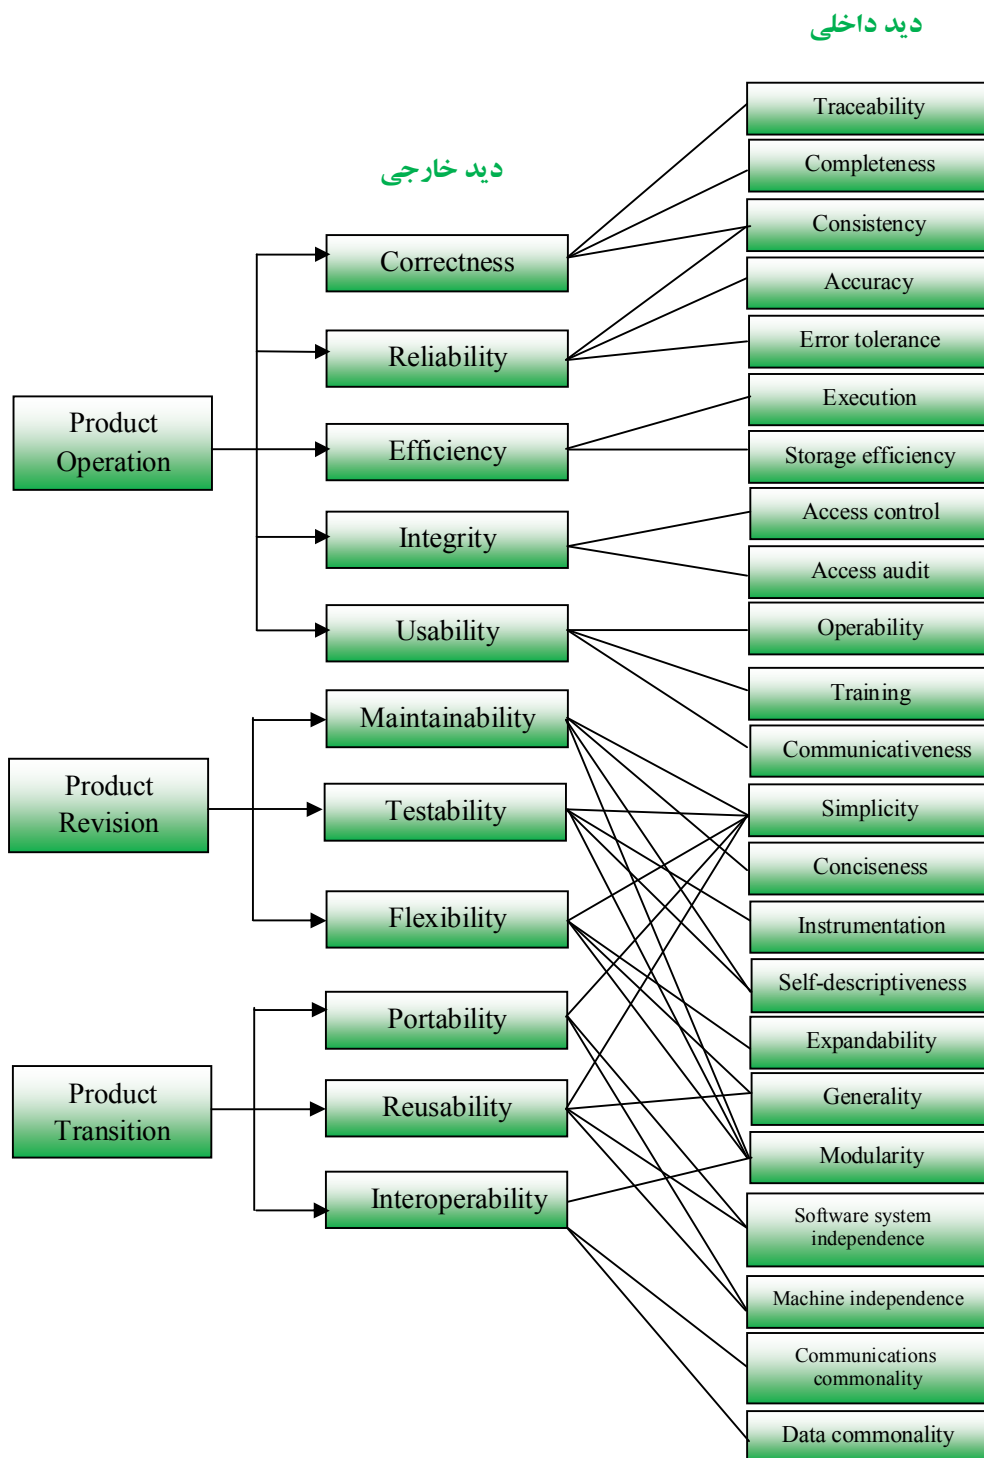 دید داخلی
دید خارجی
Product
Operation
Product
Revision
Product
Transition
Correctness
Reliability
Efficiency
Integrity
Usability
Maintainability
Testability
Flexibility
Portability
Reusability
Interoperability
Traceability
Completeness
Consistency
Accuracy
Error tolerance
Execution
Storage efficiency
Access control
Access audit
Operability
Training
Communicativeness
Simplicity
Conciseness
Instrumentation
Self-descriptiveness
Expandability
Generality
Modularity
Software system
independence
Machine independence
Communications
commonality
Data commonality